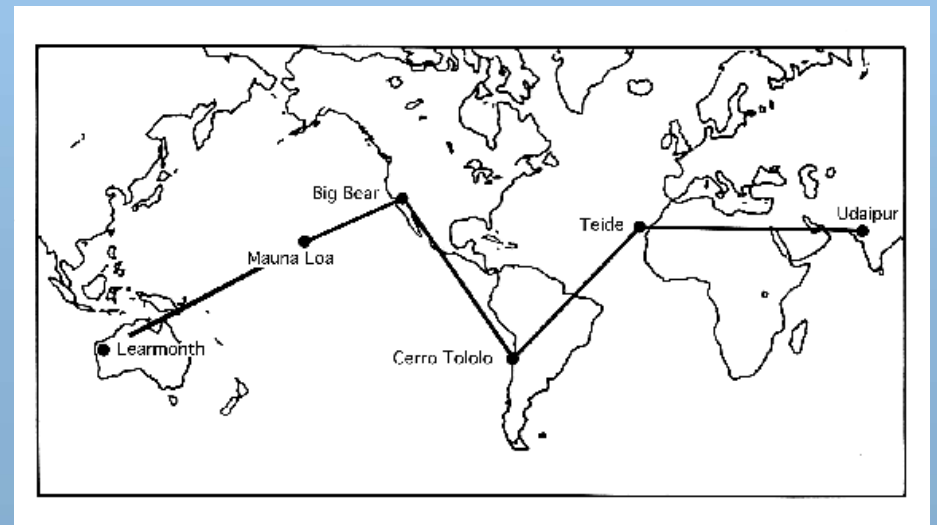 Big Bear
Udaipur
Teide
Mauna Loa
Learmonth
Cerro Tololo